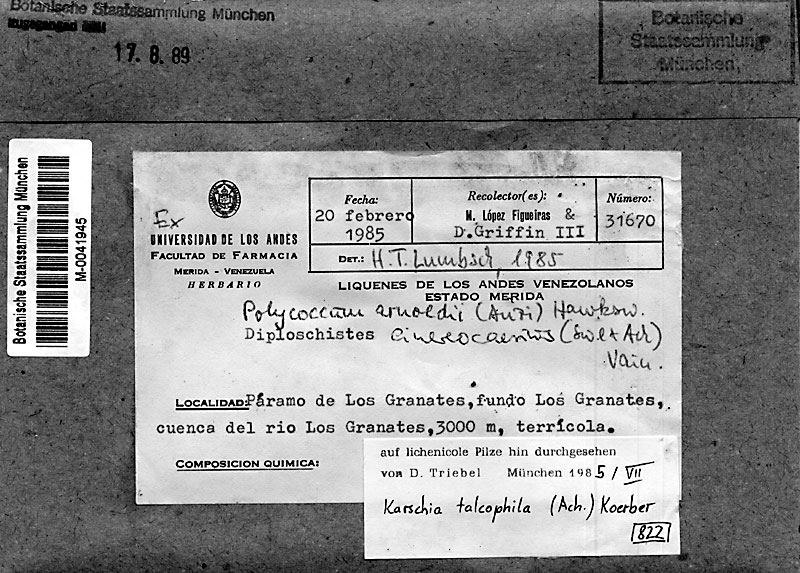 Botanische Staatssammlung München
zugegangen am
17. 8. 89
Botanische
Staatssammlung
München
Botanische Staatssammlung München
M-0041945
Ex
UNIVERSIDAD DE LOS ANDES
FACULTAD DE FARMACIA
MERIDA - VENEZUELA
HERBARIO
Fecha:
20 febrero
1985
Recolector(es):
M. López Figueiras &
D.Griffin III
Número:
31670
DET.: H.T. Lumbsch, 1985
LIQUENES DE LOS ANDES VENEZOLANOS
ESTADO MERIDA
Polycoccum arnoldii (Anzi) Hawksw.
Diploschistes cinereocaesius (Sw. ex Ach)
Vain.
LOCALIDAD: Páramo de Los Granates, fundo Los Granates,
cuenca del rio Los Granates, 3000 m, terrícola.
COMPOSICION QUIMICA:
auf lichenicole Pilze hin durchgesehen
von D. Triebel München 1985/VII
Karschia talcophila (Ach.) Koerber
822